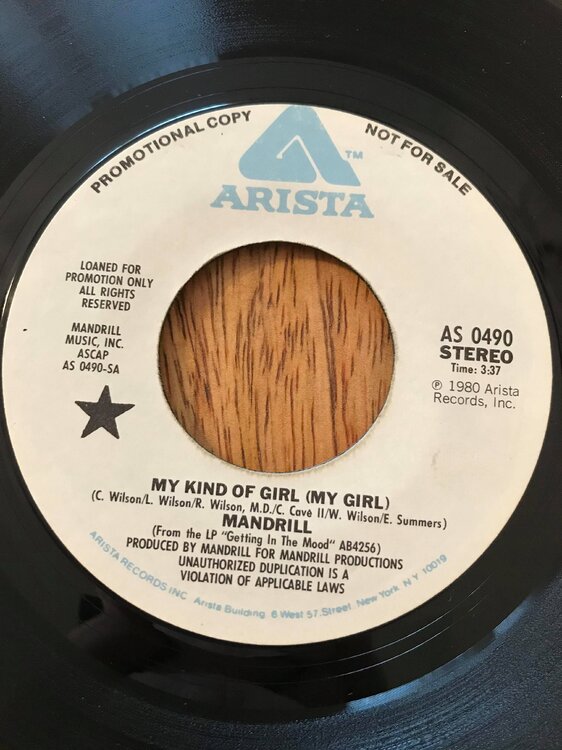 PROMOTIONAL COPY
NOT FOR SALE
TM
ARISTA
LOANED FOR
PROMOTION ONLY
ALL RIGHTS
RESERVED
MANDRILL
MUSIC, INC.
ASCAP
AS 0490-SA
AS 0490
STEREO
Time: 3:37
℗ 1980 Arista
Records, Inc.
MY KIND OF GIRL (MY GIRL)
(C. Wilson/L. Wilson/R. Wilson, M.D./C. Cavé II/W. Wilson/E. Summers)
MANDRILL
(From the LP "Getting In The Mood" AB4256)
PRODUCED BY MANDRILL FOR MANDRILL PRODUCTIONS
UNAUTHORIZED DUPLICATION IS A
VIOLATION OF APPLICABLE LAWS
ARISTA RECORDS INC Arista Building 6 West 57 Street New York N Y 10019